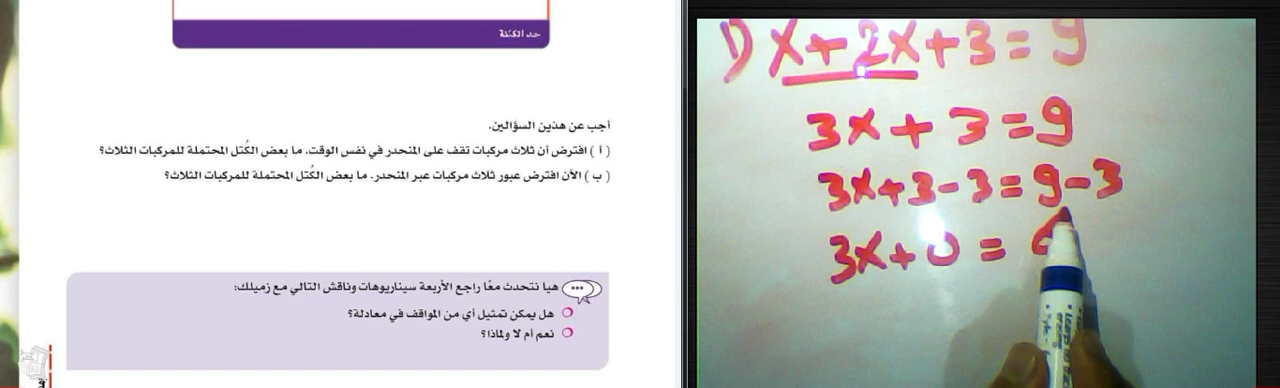 حد الكتلة
أجب عن هذين السؤالين.
( أ ) افترض أن ثلاث مركبات تقف على المنحدر في نفس الوقت. ما بعض الكُتل المحتملة للمركبات الثلاث؟
( ب ) الآن افترض عبور ثلاث مركبات عبر المنحدر. ما بعض الكُتل المحتملة للمركبات الثلاث؟
هيا نتحدث معًا راجع الأربعة سيناريوهات وناقش التالي مع زميلك:
هل يمكن تمثيل أي من المواقف في معادلة؟
نعم أم لا ولماذا؟
1) x+2x+3=9
3x+3=9
3x+3-3=9-3
3x+0=